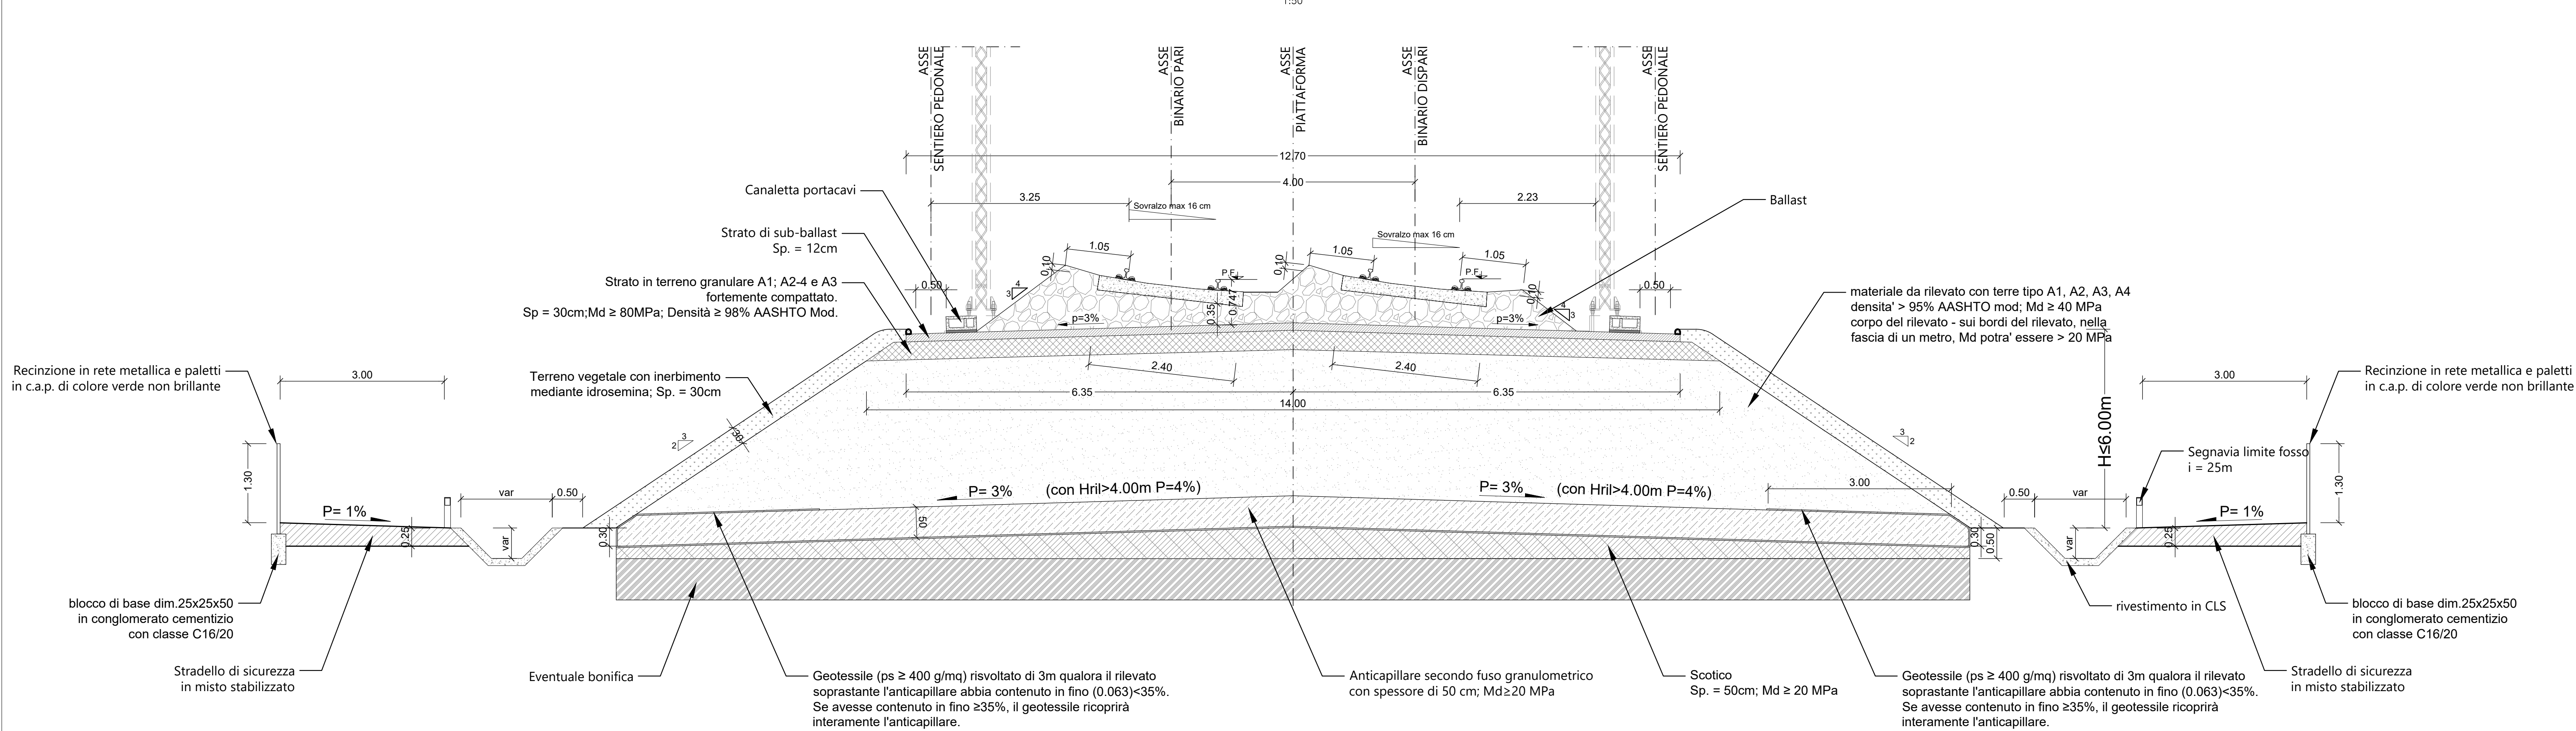 1:50
ASSE
SENTIERO PEDONALE
ASSE
BINARIO PARI
ASSE
PIATTAFORMA
ASSE
BINARIO DISPARI
ASSE
SENTIERO PEDONALE
12.70
4.00
3.25
Sovralzo max 16 cm
2.23
Sovralzo max 16 cm
Canaletta portacavi
Ballast
Strato di sub-ballast
Sp. = 12cm
1.05
1.05
1.05
0.10
0.10
0.10
P.F.
P.F.
0.50
0.50
3
4
4
3
0.35
0.747
p=3%
p=3%
Strato in terreno granulare A1; A2-4 e A3
fortemente compattato.
Sp = 30cm;Md ≥ 80MPa; Densità ≥ 98% AASHTO Mod.
materiale da rilevato con terre tipo A1, A2, A3, A4
densita' > 95% AASHTO mod; Md ≥ 40 MPa
corpo del rilevato - sui bordi del rilevato, nella
fascia di un metro, Md potra' essere > 20 MPa
2.40
2.40
6.35
6.35
14.00
Recinzione in rete metallica e paletti
in c.a.p. di colore verde non brillante
3.00
Terreno vegetale con inerbimento
mediante idrosemina; Sp. = 30cm
3.00
Recinzione in rete metallica e paletti
in c.a.p. di colore verde non brillante
30
3
2
3
2
H≤6.00m
Segnavia limite fosso
i = 25m
1.30
1.30
var
0.50
P= 1%
0.25
var
0.30
P= 3%
(con Hril>4.00m P=4%)
P= 3%
(con Hril>4.00m P=4%)
3.00
50
0.50
var
P= 1%
0.30
0.50
var
0.25
blocco di base dim.25x25x50
in conglomerato cementizio
con classe C16/20
rivestimento in CLS
blocco di base dim.25x25x50
in conglomerato cementizio
con classe C16/20
Stradello di sicurezza
in misto stabilizzato
Eventuale bonifica
Geotessile (ps ≥ 400 g/mq) risvoltato di 3m qualora il rilevato
soprastante l'anticapillare abbia contenuto in fino (0.063)<35%.
Se avesse contenuto in fino ≥35%, il geotessile ricoprirà
interamente l'anticapillare.
Anticapillare secondo fuso granulometrico
con spessore di 50 cm; Md≥20 MPa
Scotico
Sp. = 50cm; Md ≥ 20 MPa
Geotessile (ps ≥ 400 g/mq) risvoltato di 3m qualora il rilevato
soprastante l'anticapillare abbia contenuto in fino (0.063)<35%.
Se avesse contenuto in fino ≥35%, il geotessile ricoprirà
interamente l'anticapillare.
Stradello di sicurezza
in misto stabilizzato